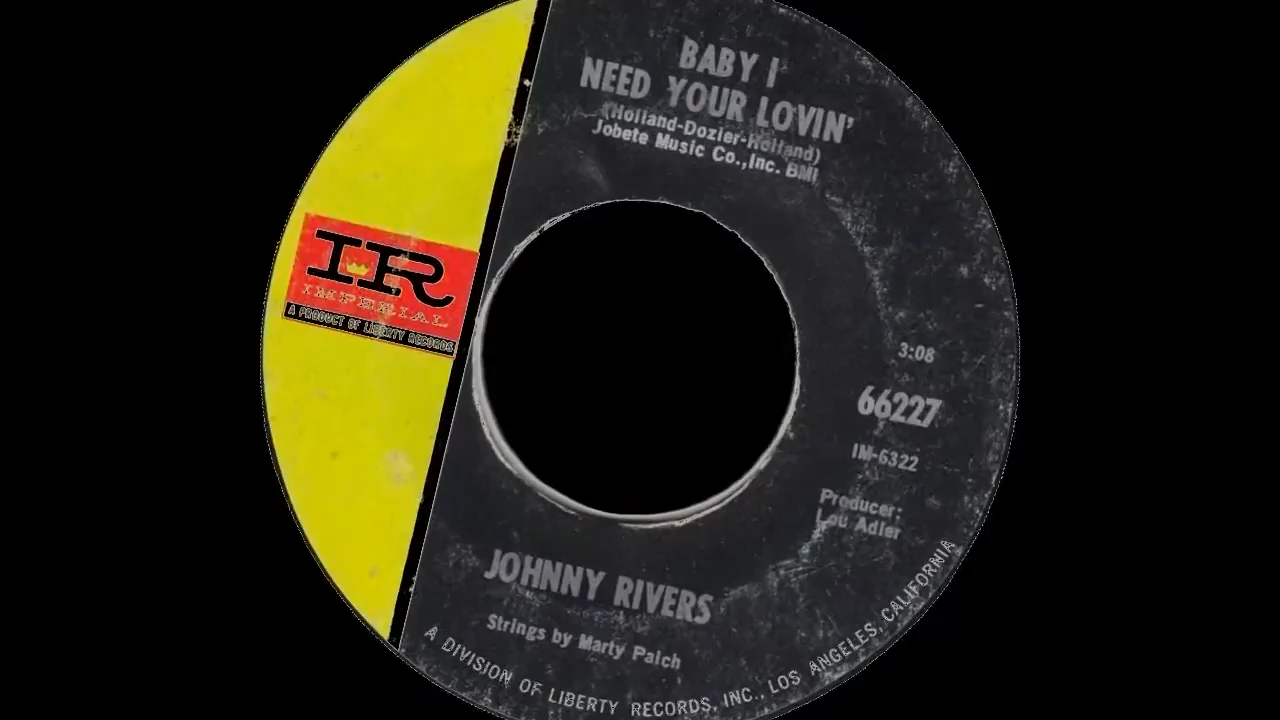 BABY I
NEED YOUR LOVIN'
(Holland-Dozier-Holland)
Jobete Music Co.,Inc. BMI
IR
IMPERIAL
A PRODUCT OF LIBERTY RECORDS
3:08
66227
IM-6322
Producer:
Lou Adler
JOHNNY RIVERS
Strings by Marty Paich
A DIVISION OF LIBERTY RECORDS, INC., LOS ANGELES, CALIFORNIA